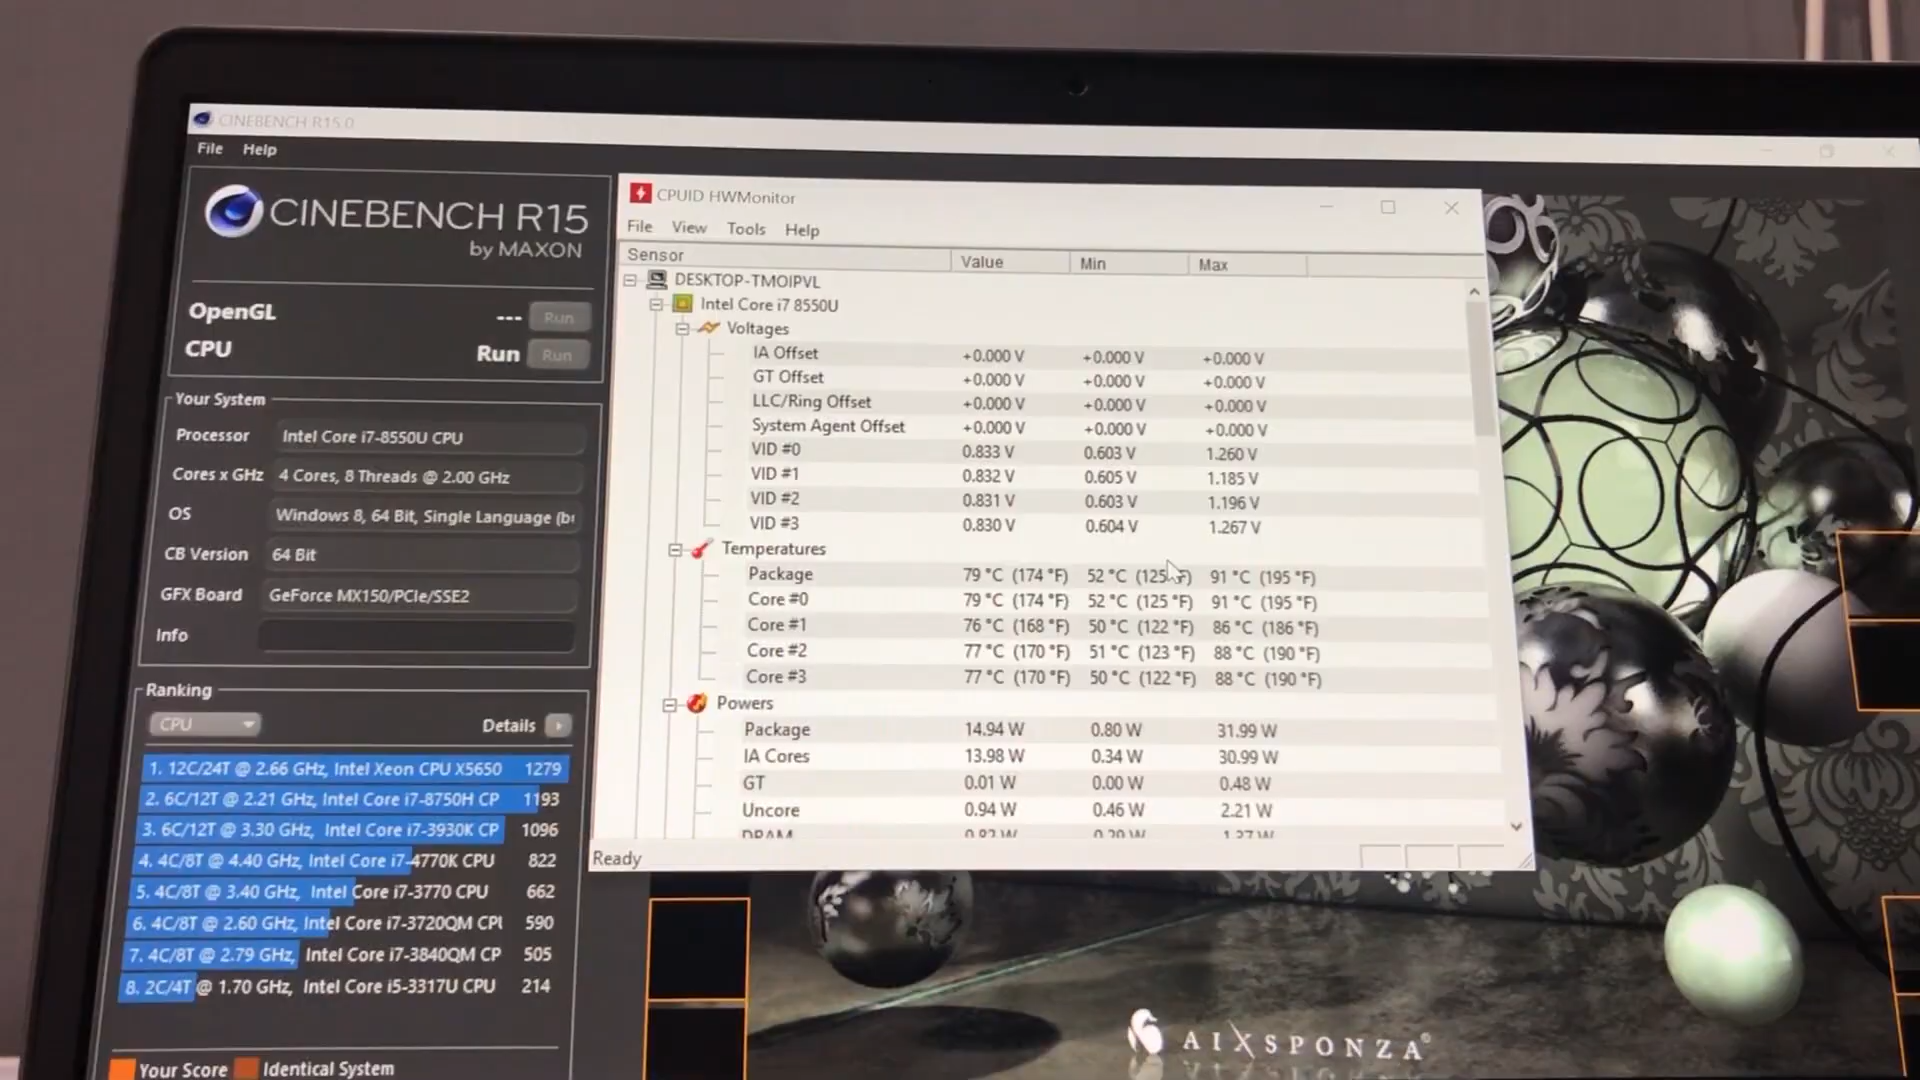 CINEBENCH R15.0
File Help
CINEBENCH R15
by MAXON
OpenGL --- Run
CPU Run Run
Your System
Processor Intel Core i7-8550U CPU
Cores x GHz 4 Cores, 8 Threads @ 2.00 GHz
OS Windows 8, 64 Bit, Single Language (b
CB Version 64 Bit
GFX Board GeForce MX150/PCIe/SSE2
Info
Ranking
CPU Details
1. 12C/24T @ 2.66 GHz, Intel Xeon CPU X5650 1279
2. 6C/12T @ 2.21 GHz, Intel Core i7-8750H CP 1193
3. 6C/12T @ 3.30 GHz, Intel Core i7-3930K CP 1096
4. 4C/8T @ 4.40 GHz, Intel Core i7-4770K CPU 822
5. 4C/8T @ 3.40 GHz, Intel Core i7-3770 CPU 662
6. 4C/8T @ 2.60 GHz, Intel Core i7-3720QM CPU 590
7. 4C/8T @ 2.79 GHz, Intel Core i7-3840QM CP 505
8. 2C/4T @ 1.70 GHz, Intel Core i5-3317U CPU 214
Your Score Identical System
CPUID HWMonitor
File View Tools Help
Sensor Value Min Max
DESKTOP-TMOIPVL
Intel Core i7 8550U
Voltages
IA Offset +0.000 V +0.000 V +0.000 V
GT Offset +0.000 V +0.000 V +0.000 V
LLC/Ring Offset +0.000 V +0.000 V +0.000 V
System Agent Offset +0.000 V +0.000 V +0.000 V
VID #0 0.833 V 0.603 V 1.260 V
VID #1 0.832 V 0.605 V 1.185 V
VID #2 0.831 V 0.603 V 1.196 V
VID #3 0.830 V 0.604 V 1.267 V
Temperatures
Package 79 °C (174 °F) 52 °C (125 °F) 91 °C (195 °F)
Core #0 79 °C (174 °F) 52 °C (125 °F) 91 °C (195 °F)
Core #1 76 °C (168 °F) 50 °C (122 °F) 86 °C (186 °F)
Core #2 77 °C (170 °F) 51 °C (123 °F) 88 °C (190 °F)
Core #3 77 °C (170 °F) 50 °C (122 °F) 88 °C (190 °F)
Powers
Package 14.94 W 0.80 W 31.99 W
IA Cores 13.98 W 0.34 W 30.99 W
GT 0.01 W 0.00 W 0.48 W
Uncore 0.94 W 0.46 W 2.21 W
DRAM
Ready
AIXSPONZA®